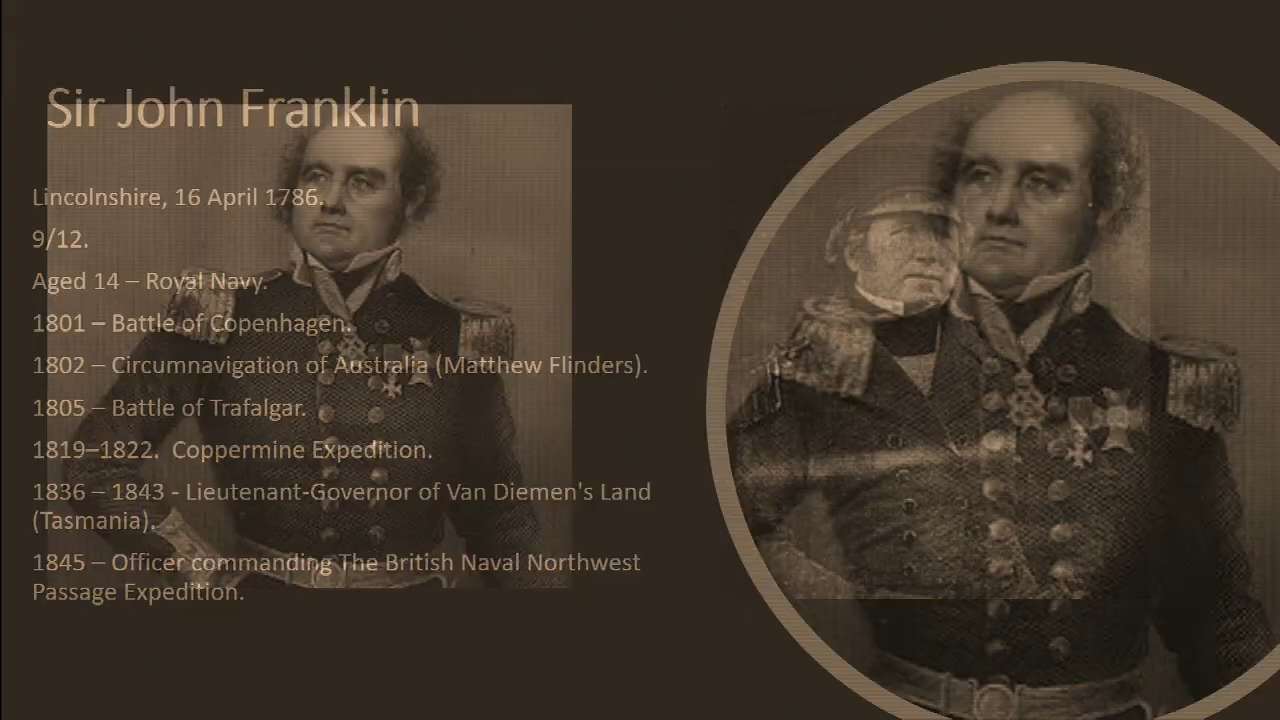 Sir John Franklin
Lincolnshire, 16 April 1786.
9/12.
Aged 14 – Royal Navy.
1801 – Battle of Copenhagen.
1802 – Circumnavigation of Australia (Matthew Flinders).
1805 – Battle of Trafalgar.
1819–1822.  Coppermine Expedition.
1836 – 1843 - Lieutenant-Governor of Van Diemen's Land
(Tasmania).
1845 – Officer commanding The British Naval Northwest
Passage Expedition.